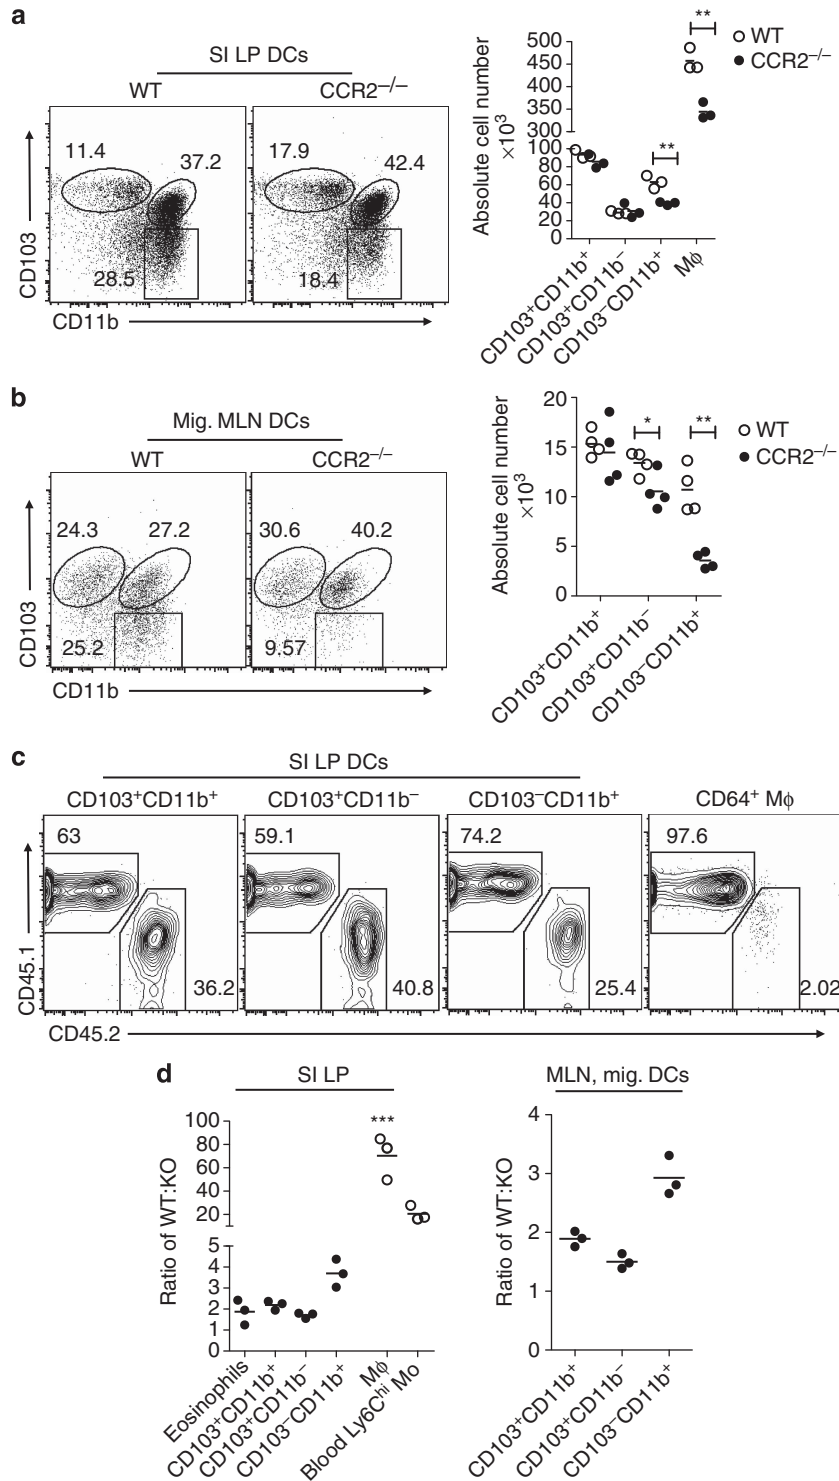 a
SI LP DCs
WT
CCR2–/–
11.4
37.2
28.5
17.9
42.4
18.4
CD103
CD11b
Absolute cell number
×10³
500
450
400
350
300
100
80
60
40
20
0
**
**
WT
CCR2–/–
CD103+CD11b+
CD103+CD11b–
CD103–CD11b+
Mϕ
b
Mig. MLN DCs
WT
CCR2–/–
24.3
27.2
25.2
30.6
40.2
9.57
CD103
CD11b
Absolute cell number
×10³
20
15
10
5
0
*
**
WT
CCR2–/–
CD103+CD11b+
CD103+CD11b–
CD103–CD11b+
c
SI LP DCs
CD103+CD11b+
CD103+CD11b–
CD103–CD11b+
CD64+ Mϕ
63
36.2
59.1
40.8
74.2
25.4
97.6
2.02
CD45.1
CD45.2
d
SI LP
Ratio of WT:KO
100
80
60
40
20
5
4
3
2
1
0
***
Eosinophils
CD103+CD11b+
CD103+CD11b–
CD103–CD11b+
Mϕ
Blood Ly6Chi Mo
MLN, mig. DCs
Ratio of WT:KO
4
3
2
1
0
CD103+CD11b+
CD103+CD11b–
CD103–CD11b+